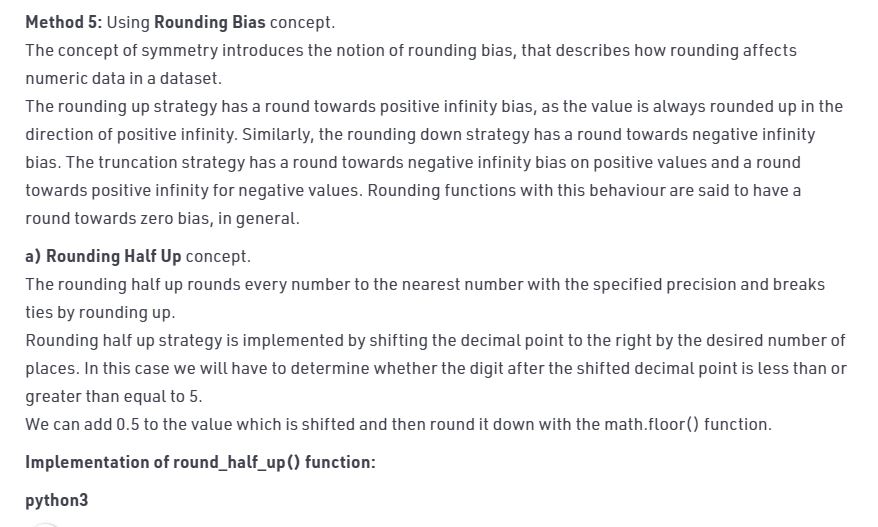 Method 5: Using Rounding Bias concept.
The concept of symmetry introduces the notion of rounding bias, that describes how rounding affects
numeric data in a dataset.
The rounding up strategy has a round towards positive infinity bias, as the value is always rounded up in the
direction of positive infinity. Similarly, the rounding down strategy has a round towards negative infinity
bias. The truncation strategy has a round towards negative infinity bias on positive values and a round
towards positive infinity for negative values. Rounding functions with this behaviour are said to have a
round towards zero bias, in general.
a) Rounding Half Up concept.
The rounding half up rounds every number to the nearest number with the specified precision and breaks
ties by rounding up.
Rounding half up strategy is implemented by shifting the decimal point to the right by the desired number of
places. In this case we will have to determine whether the digit after the shifted decimal point is less than or
greater than equal to 5.
We can add 0.5 to the value which is shifted and then round it down with the math.floor() function.
Implementation of round_half_up() function:
python3